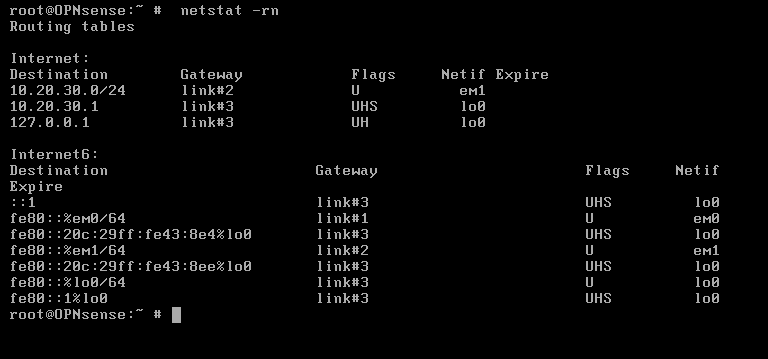 root@OPNsense:~ #  netstat -rn
Routing tables

Internet:
Destination        Gateway            Flags     Netif Expire
10.20.30.0/24      link#2             U           em1
10.20.30.1         link#3             UHS         lo0
127.0.0.1          link#3             UH          lo0

Internet6:
Destination                       Gateway                       Flags     Netif
Expire
::1                               link#3                        UHS         lo0
fe80::%em0/64                     link#1                        U           em0
fe80::20c:29ff:fe43:8e4%lo0       link#3                        UHS         lo0
fe80::%em1/64                     link#2                        U           em1
fe80::20c:29ff:fe43:8ee%lo0       link#3                        UHS         lo0
fe80::%lo0/64                     link#3                        U           lo0
fe80::1%lo0                       link#3                        UHS         lo0
root@OPNsense:~ #